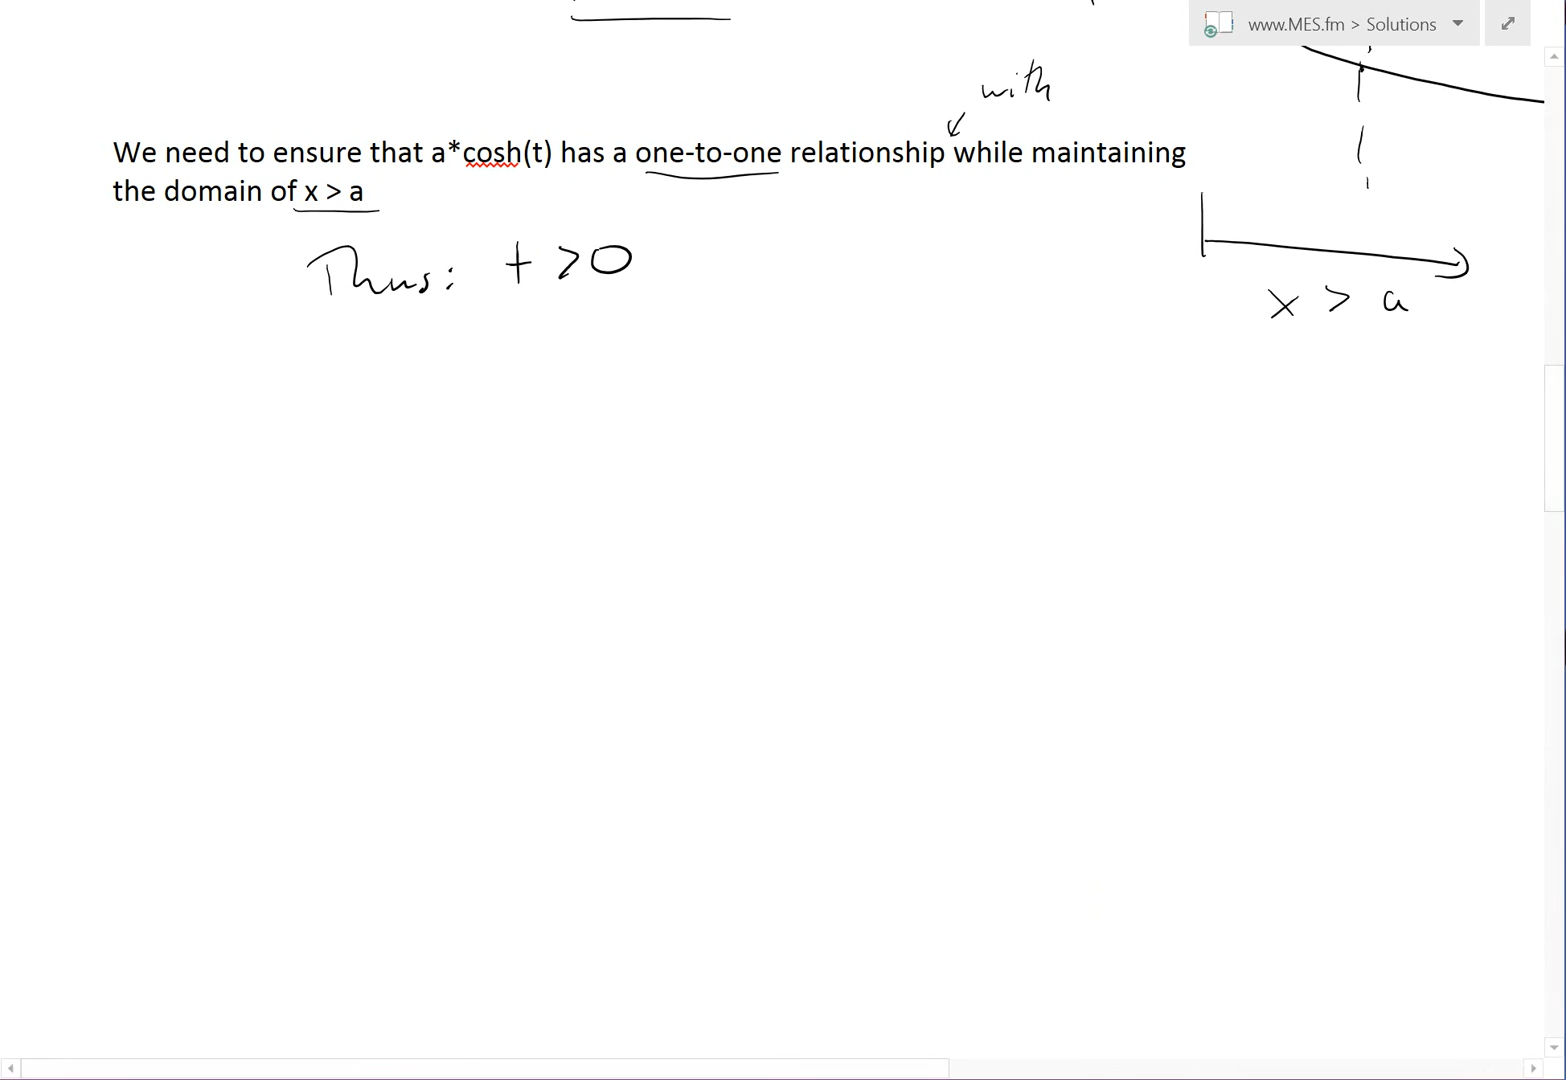 www.MES.fm > Solutions
with
We need to ensure that a*cosh(t) has a one-to-one relationship while maintaining
the domain of x > a
Thus: t > 0
x > a